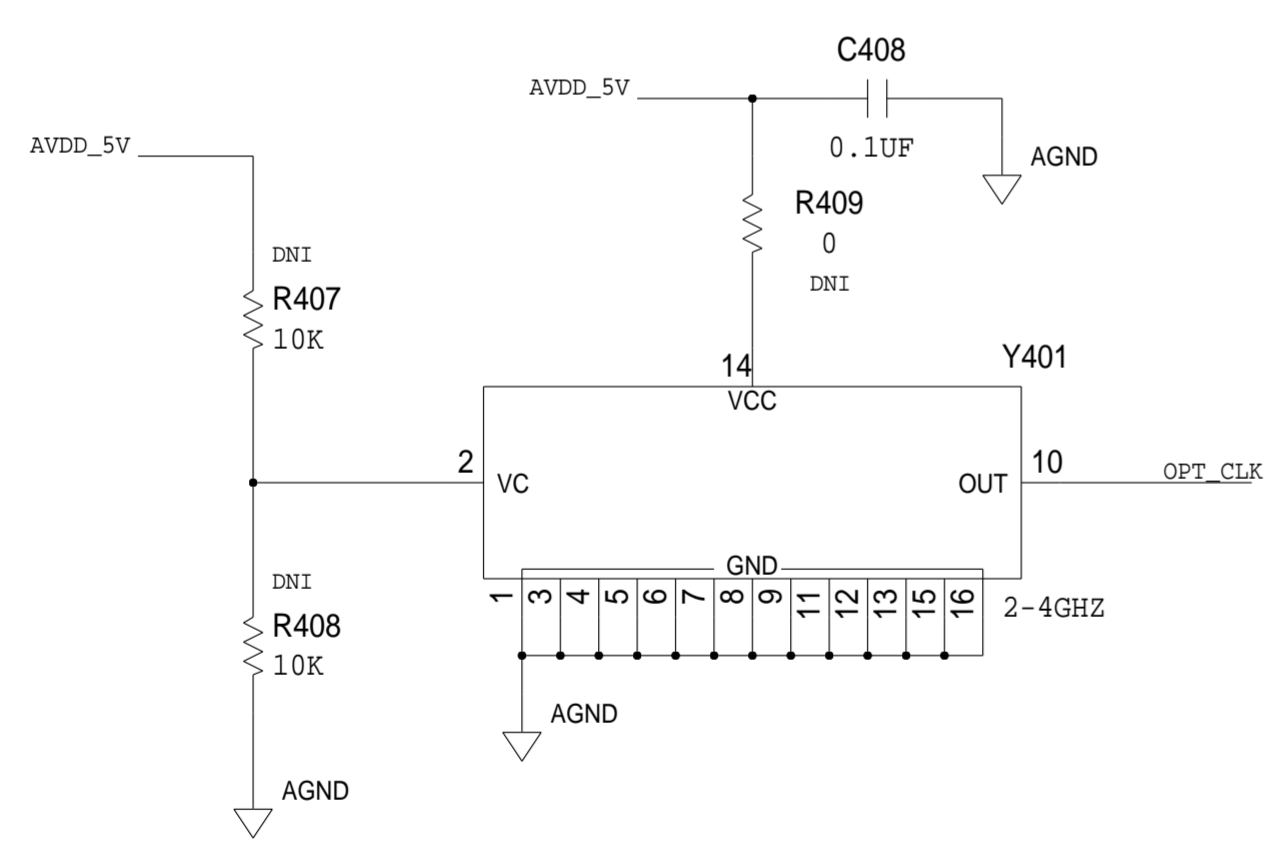 C408
AVDD_5V
0.1UF
AGND
AVDD_5V
R409
0
DNI
DNI
R407
10K
Y401
14
VCC
2
VC
OUT
10
OPT_CLK
GND
1 3 4 5 6 7 8 9 11 12 13 15 16
2-4GHZ
DNI
R408
10K
AGND
AGND